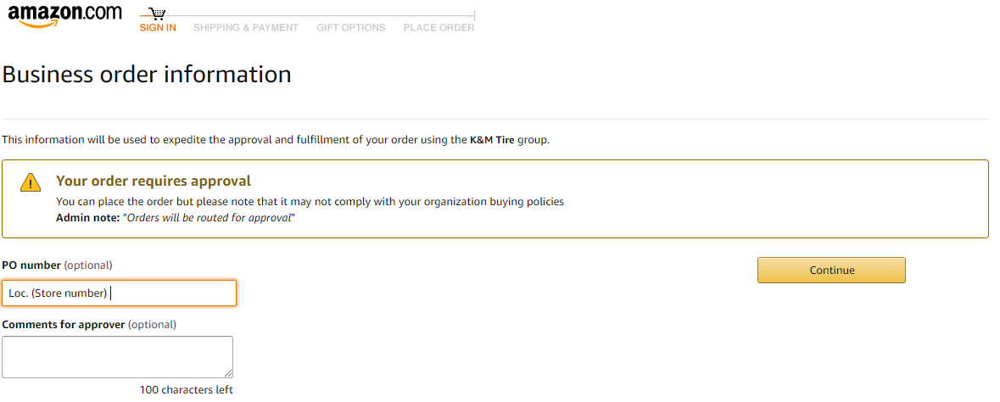 amazon.com
SIGN IN SHIPPING & PAYMENT GIFT OPTIONS PLACE ORDER
Business order information
This information will be used to expedite the approval and fulfillment of your order using the K&M Tire group.
Your order requires approval
You can place the order but please note that it may not comply with your organization buying policies
Admin note: "Orders will be routed for approval"
PO number (optional)
Continue
Loc. (Store number)
Comments for approver (optional)
100 characters left